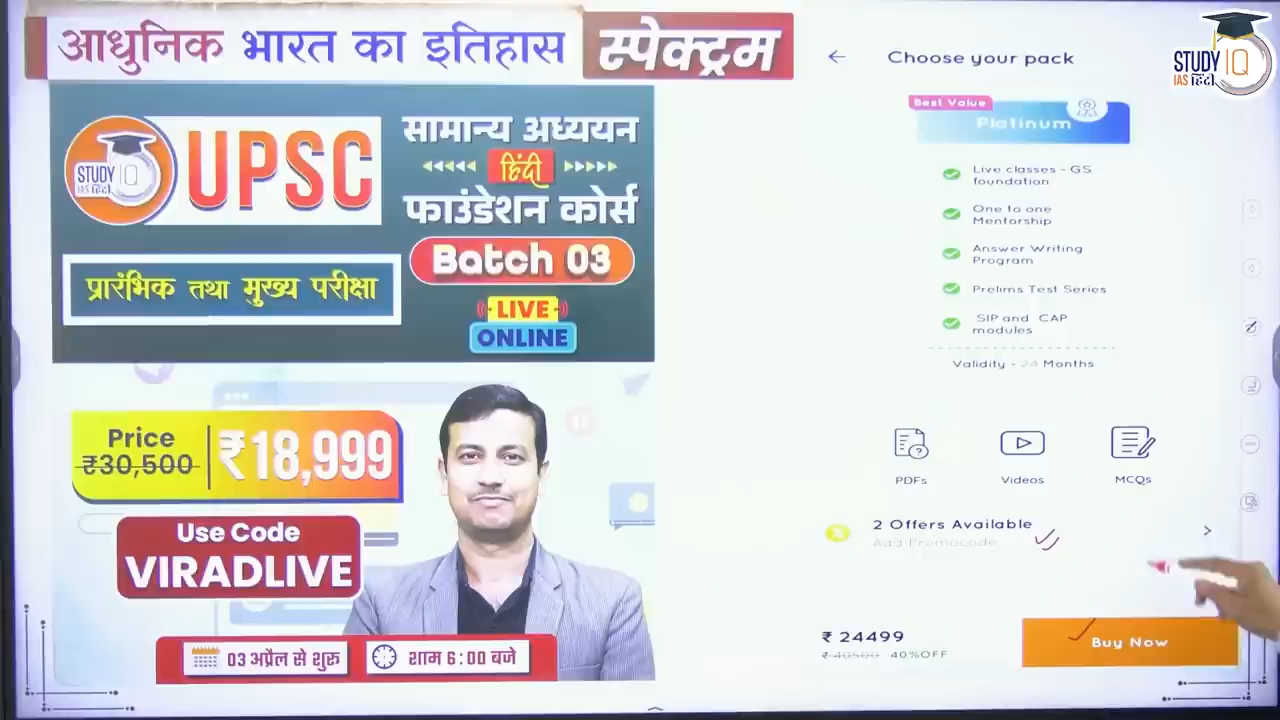 आधुनिक भारत का इतिहास स्पेक्ट्रम
STUDY IQ
IAS हिंदी
STUDY IQ
IAS हिंदी
UPSC
सामान्य अध्ययन
हिंदी
फाउंडेशन कोर्स
Batch 03
प्रारंभिक तथा मुख्य परीक्षा
LIVE
ONLINE
Price
₹30,500
₹18,999
Use Code
VIRADLIVE
03 अप्रैल से शुरू
शाम 6:00 बजे
Choose your pack
Best Value
Platinum
Live classes - GS
foundation
One to one
Mentorship
Answer Writing
Program
Prelims Test Series
SIP and CAP
modules
Validity - 24 Months
PDFs
Videos
MCQs
2 Offers Available
Add Promocode
₹ 24499
₹ 40500 40%OFF
Buy Now